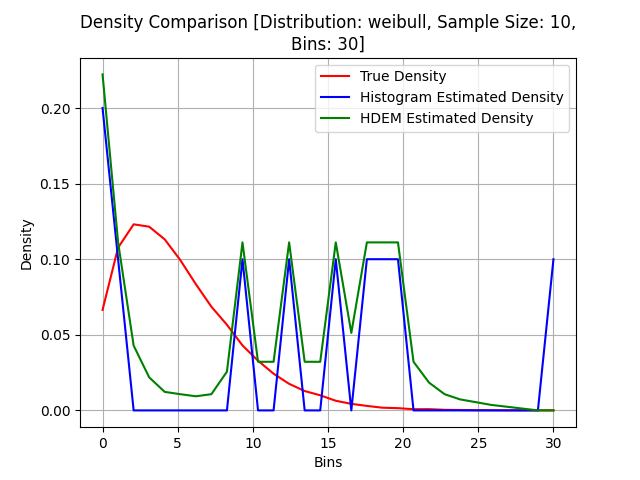 Density Comparison [Distribution: weibull, Sample Size: 10,
Bins: 30]
True Density
Histogram Estimated Density
HDEM Estimated Density
Density
0.20
0.15
0.10
0.05
0.00
0
5
10
15
20
25
30
Bins